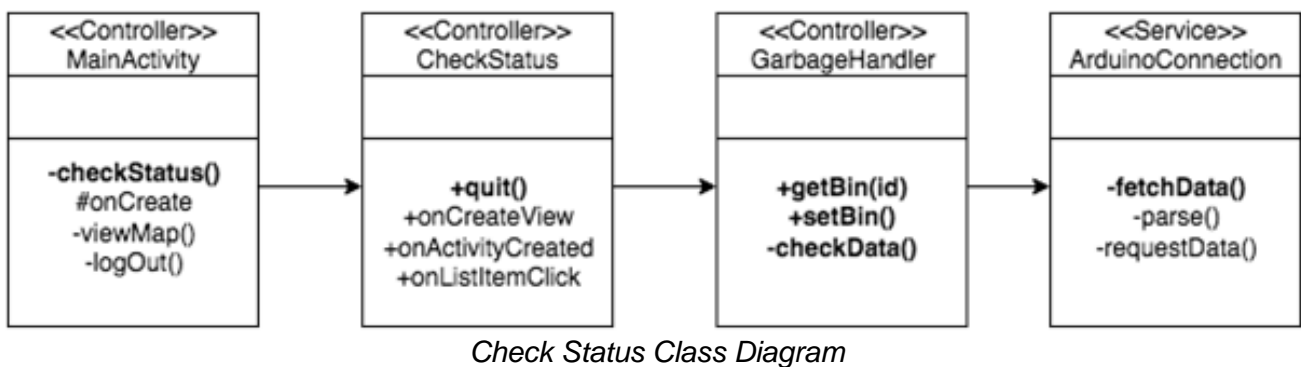 <<Controller>>
MainActivity
-checkStatus()
#onCreate
-viewMap()
-logOut()
<<Controller>>
CheckStatus
+quit()
+onCreateView
+onActivityCreated
+onListItemClick
<<Controller>>
GarbageHandler
+getBin(id)
+setBin()
-checkData()
<<Service>>
ArduinoConnection
-fetchData()
-parse()
-requestData()
Check Status Class Diagram